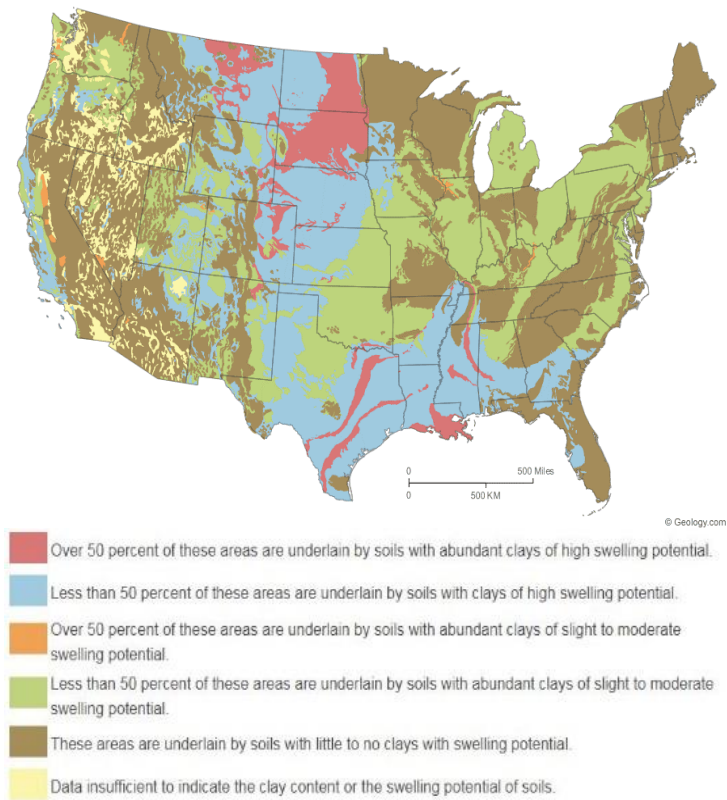 0 500 Miles
0 500 KM
© Geology.com
Over 50 percent of these areas are underlain by soils with abundant clays of high swelling potential.
Less than 50 percent of these areas are underlain by soils with clays of high swelling potential.
Over 50 percent of these areas are underlain by soils with abundant clays of slight to moderate
swelling potential.
Less than 50 percent of these areas are underlain by soils with abundant clays of slight to moderate
swelling potential.
These areas are underlain by soils with little to no clays with swelling potential.
Data insufficient to indicate the clay content or the swelling potential of soils.